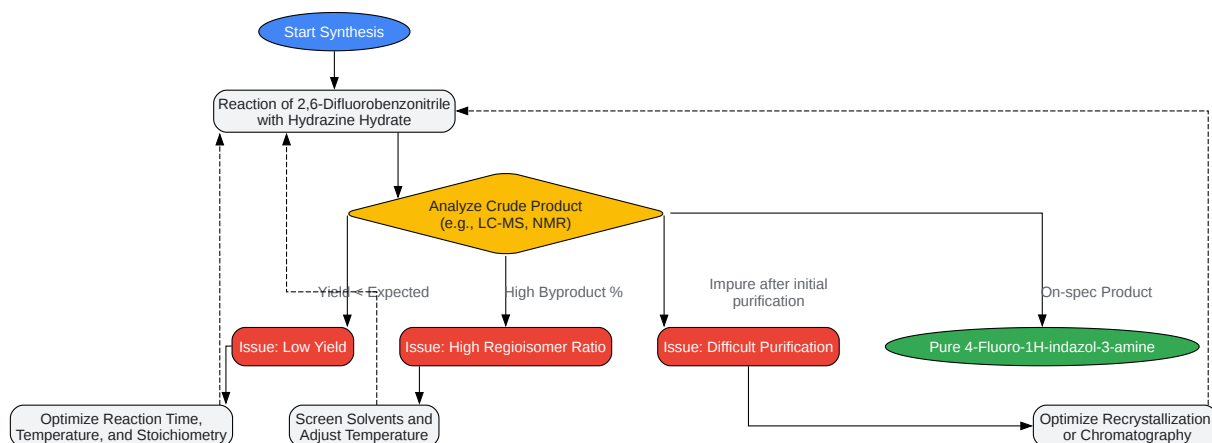 Start Synthesis
Reaction of 2,6-Difluorobenzonitrile
with Hydrazine Hydrate
Analyze Crude Product
(e.g., LC-MS, NMR)
Yield < Expected
High Byproduct %
Impure after initial
purification
On-spec Product
Issue: Low Yield
Issue: High Regioisomer Ratio
Issue: Difficult Purification
Pure 4-Fluoro-1H-indazol-3-amine
Optimize Reaction Time,
Temperature, and Stoichiometry
Screen Solvents and
Adjust Temperature
Optimize Recrystallization
or Chromatography